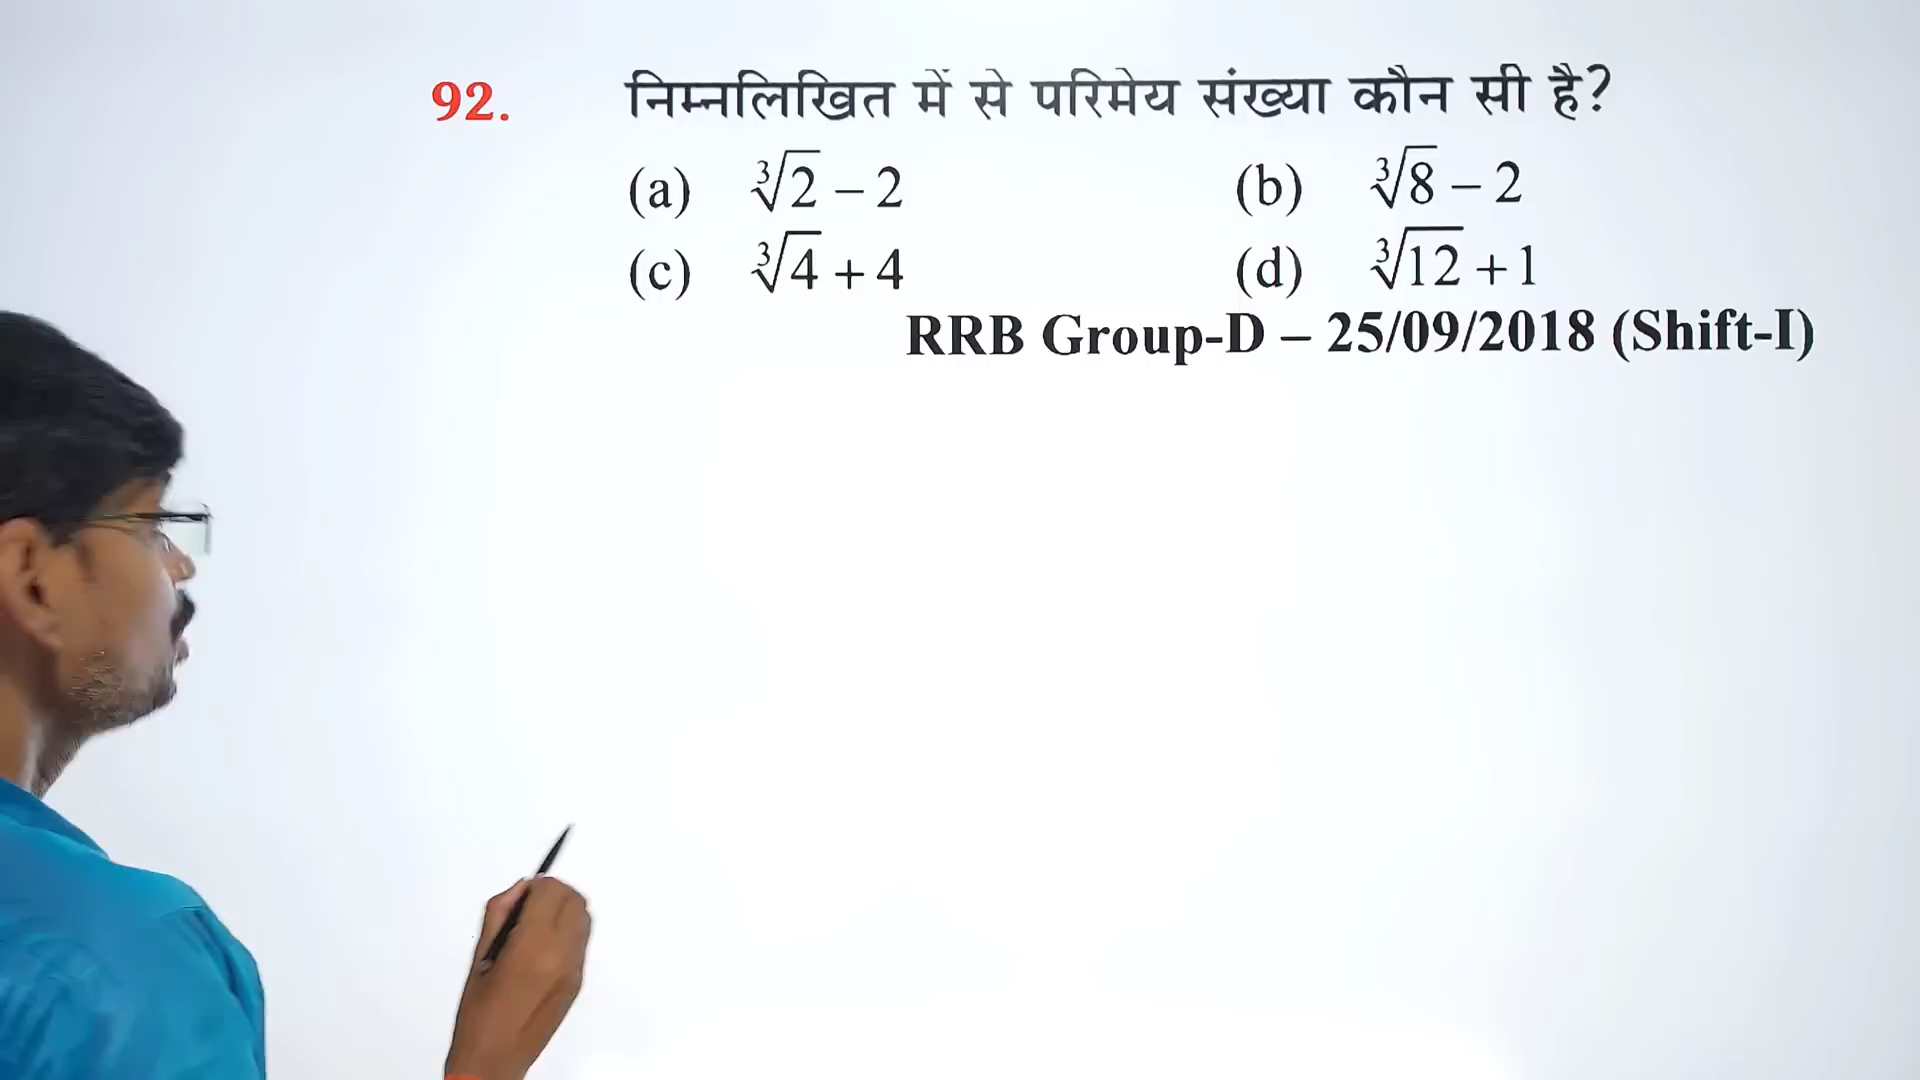 92. निम्नलिखित में से परिमेय संख्या कौन सी है?
(a) ∛2 – 2 (b) ∛8 – 2
(c) ∛4 + 4 (d) ∛12 + 1
RRB Group-D – 25/09/2018 (Shift-I)